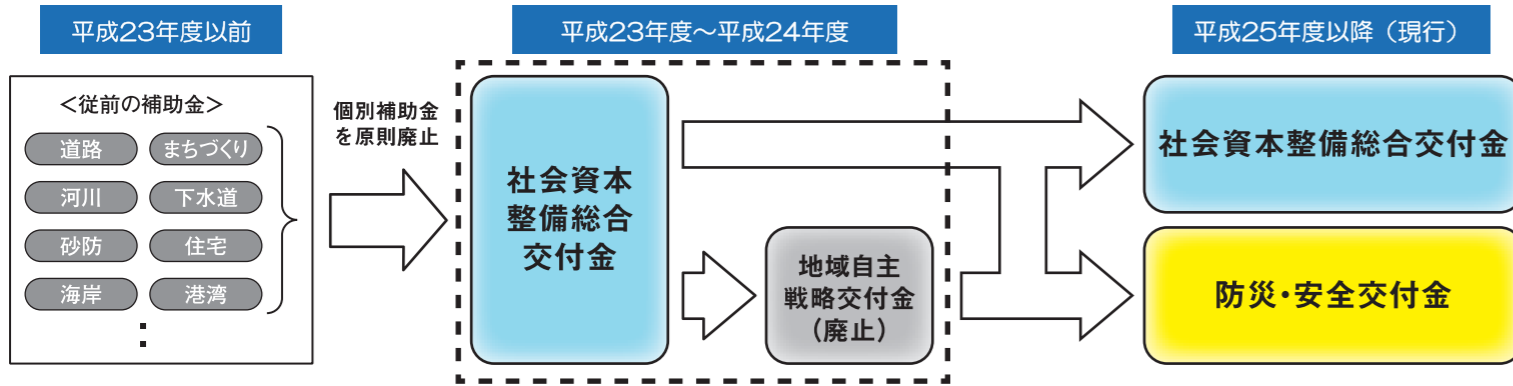 平成23年度以前
平成23年度～平成24年度
平成25年度以降（現行）
＜従前の補助金＞
道路
まちづくり
河川
下水道
砂防
住宅
海岸
港湾
：
個別補助金
を原則廃止
社会資本
整備総合
交付金
地域自主
戦略交付金
（廃止）
社会資本整備総合交付金
防災・安全交付金